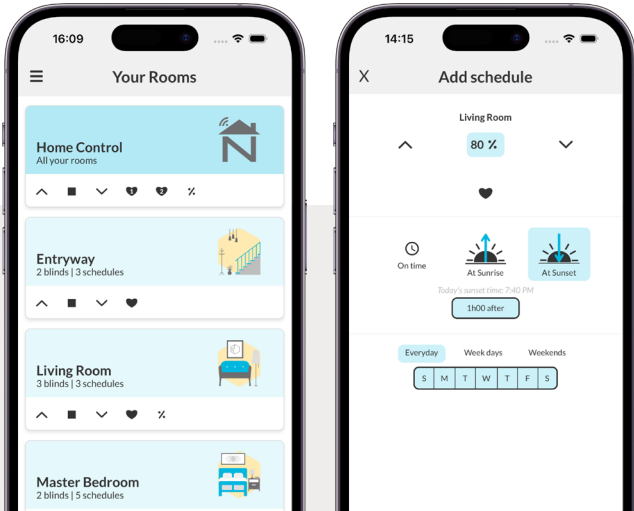 16:09
Your Rooms
Home Control
All your rooms
1
2
%
Entryway
2 blinds | 3 schedules
Living Room
3 blinds | 3 schedules
%
Master Bedroom
2 blinds | 5 schedules
14:15
X
Add schedule
Living Room
80 %
On time
At Sunrise
At Sunset
Today's sunset time: 7:40 PM
1h00 after
Everyday Week days Weekends
S M T W T F S